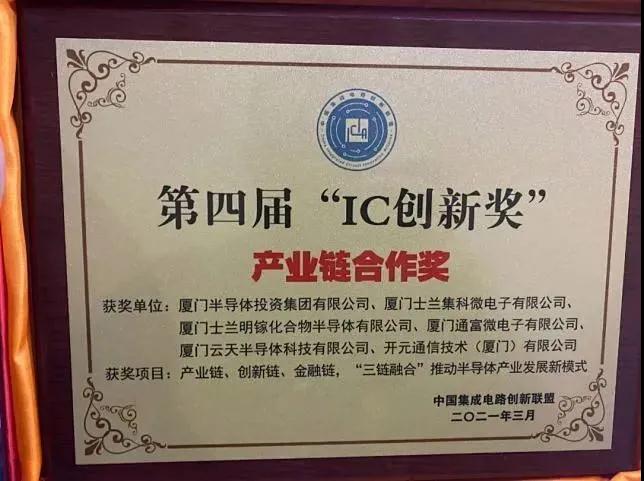 第四届“IC创新奖”
产业链合作奖
获奖单位：厦门半导体投资集团有限公司、厦门士兰集科微电子有限公司、
厦门士兰明镓化合物半导体有限公司、厦门通富微电子有限公司、
厦门云天半导体科技有限公司、开元通信技术（厦门）有限公司
获奖项目：产业链、创新链、金融链，“三链融合”推动半导体产业发展新模式
中国集成电路创新联盟
二〇二一年三月